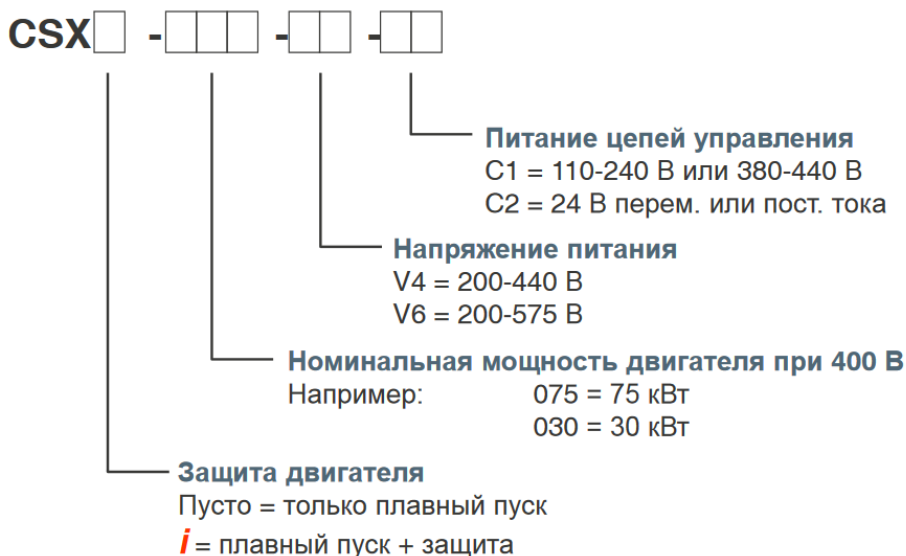 CSX□ -□□□ -□□ -□□
Питание цепей управления
C1 = 110-240 В или 380-440 В
C2 = 24 В перем. или пост. тока
Напряжение питания
V4 = 200-440 В
V6 = 200-575 В
Номинальная мощность двигателя при 400 В
Например: 075 = 75 кВт
030 = 30 кВт
Защита двигателя
Пусто = только плавный пуск
i = плавный пуск + защита